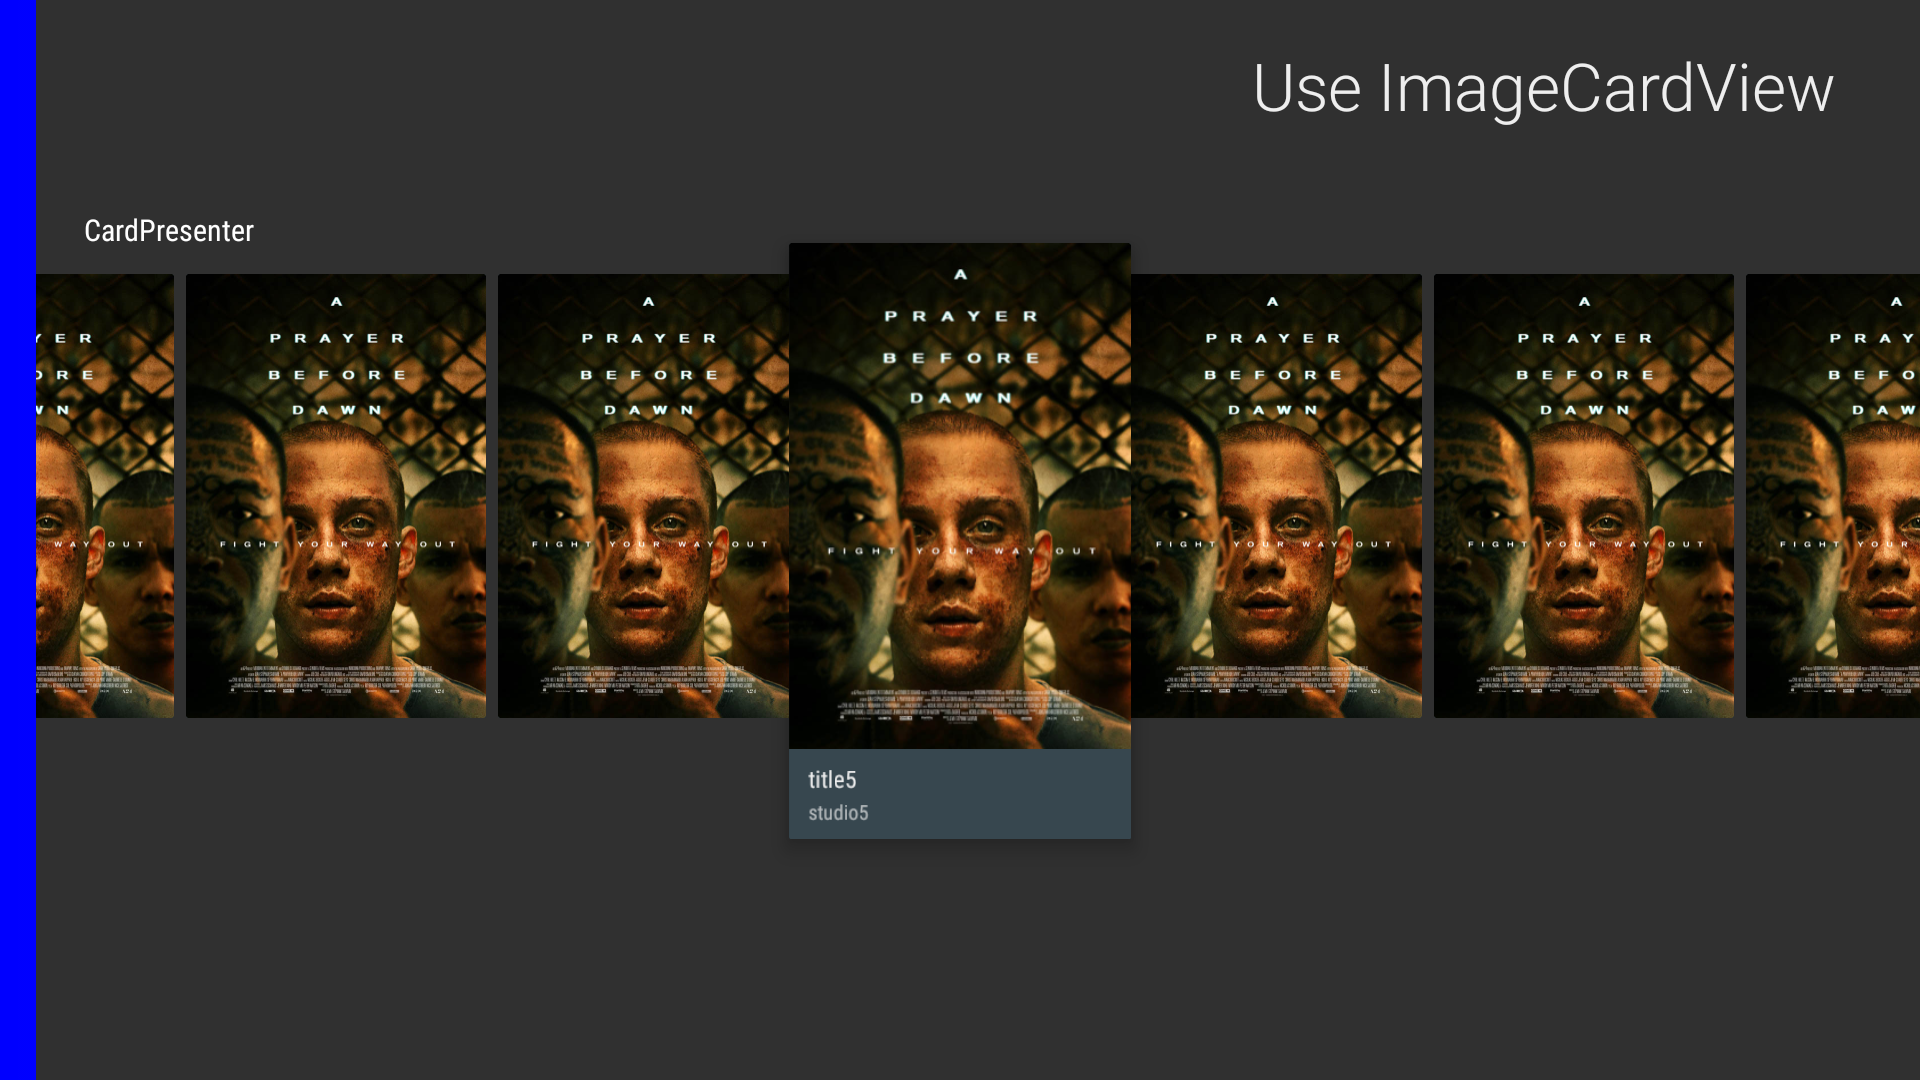 Use ImageCardView
CardPresenter
YER
ORE
WN
WAY OUT
A
PRAYER
BEFORE
DAWN
FIGHT YOUR WAY OUT
A
PRAYER
BEFORE
DAWN
FIGHT YOUR WAY OUT
A
PRAYER
BEFORE
DAWN
FIGHT YOUR WAY OUT
title5
studio5
A
PRAYER
BEFORE
DAWN
FIGHT YOUR WAY OUT
A
PRAYER
BEFORE
DAWN
FIGHT YOUR WAY OUT
A
PRAY
BEFO
DAW
FIGHT YOUR